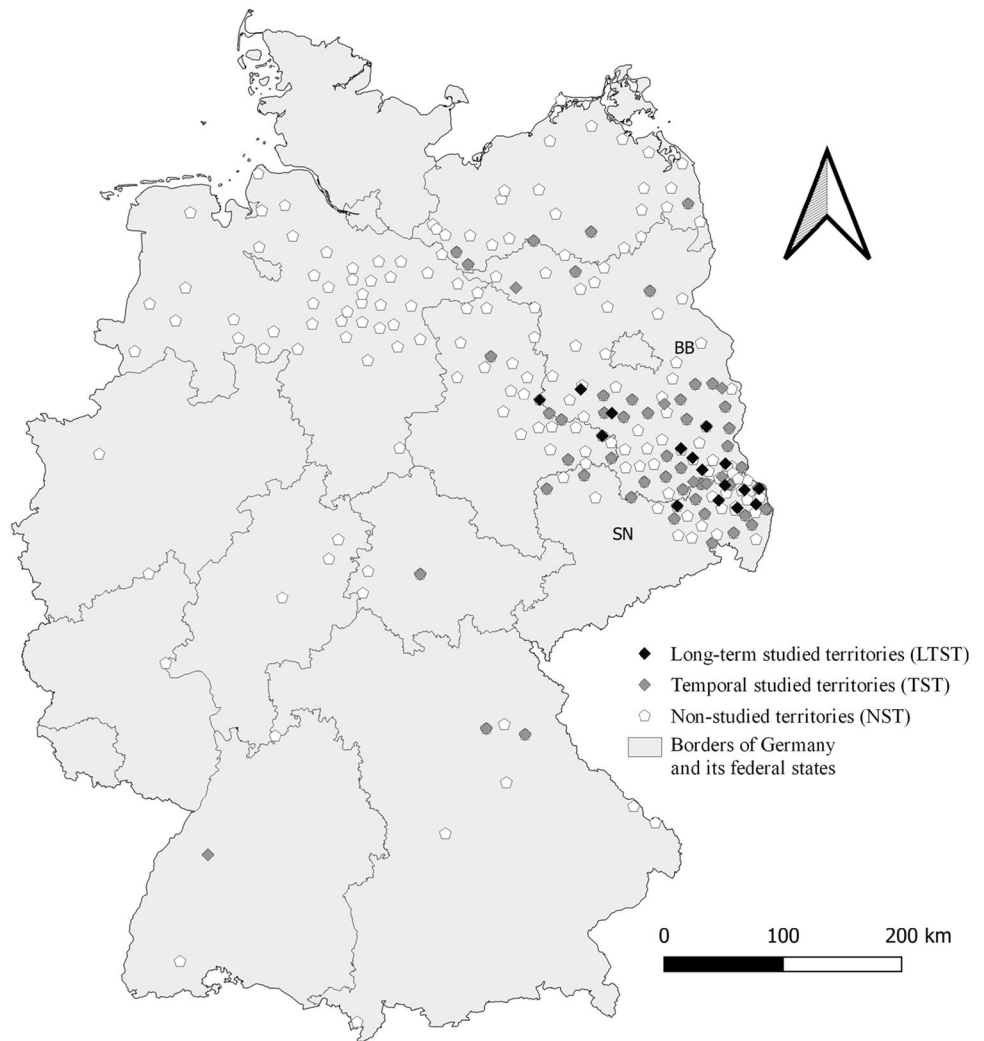 BB
SN
Long-term studied territories (LTST)
Temporal studied territories (TST)
Non-studied territories (NST)
Borders of Germany
and its federal states
0 100 200 km